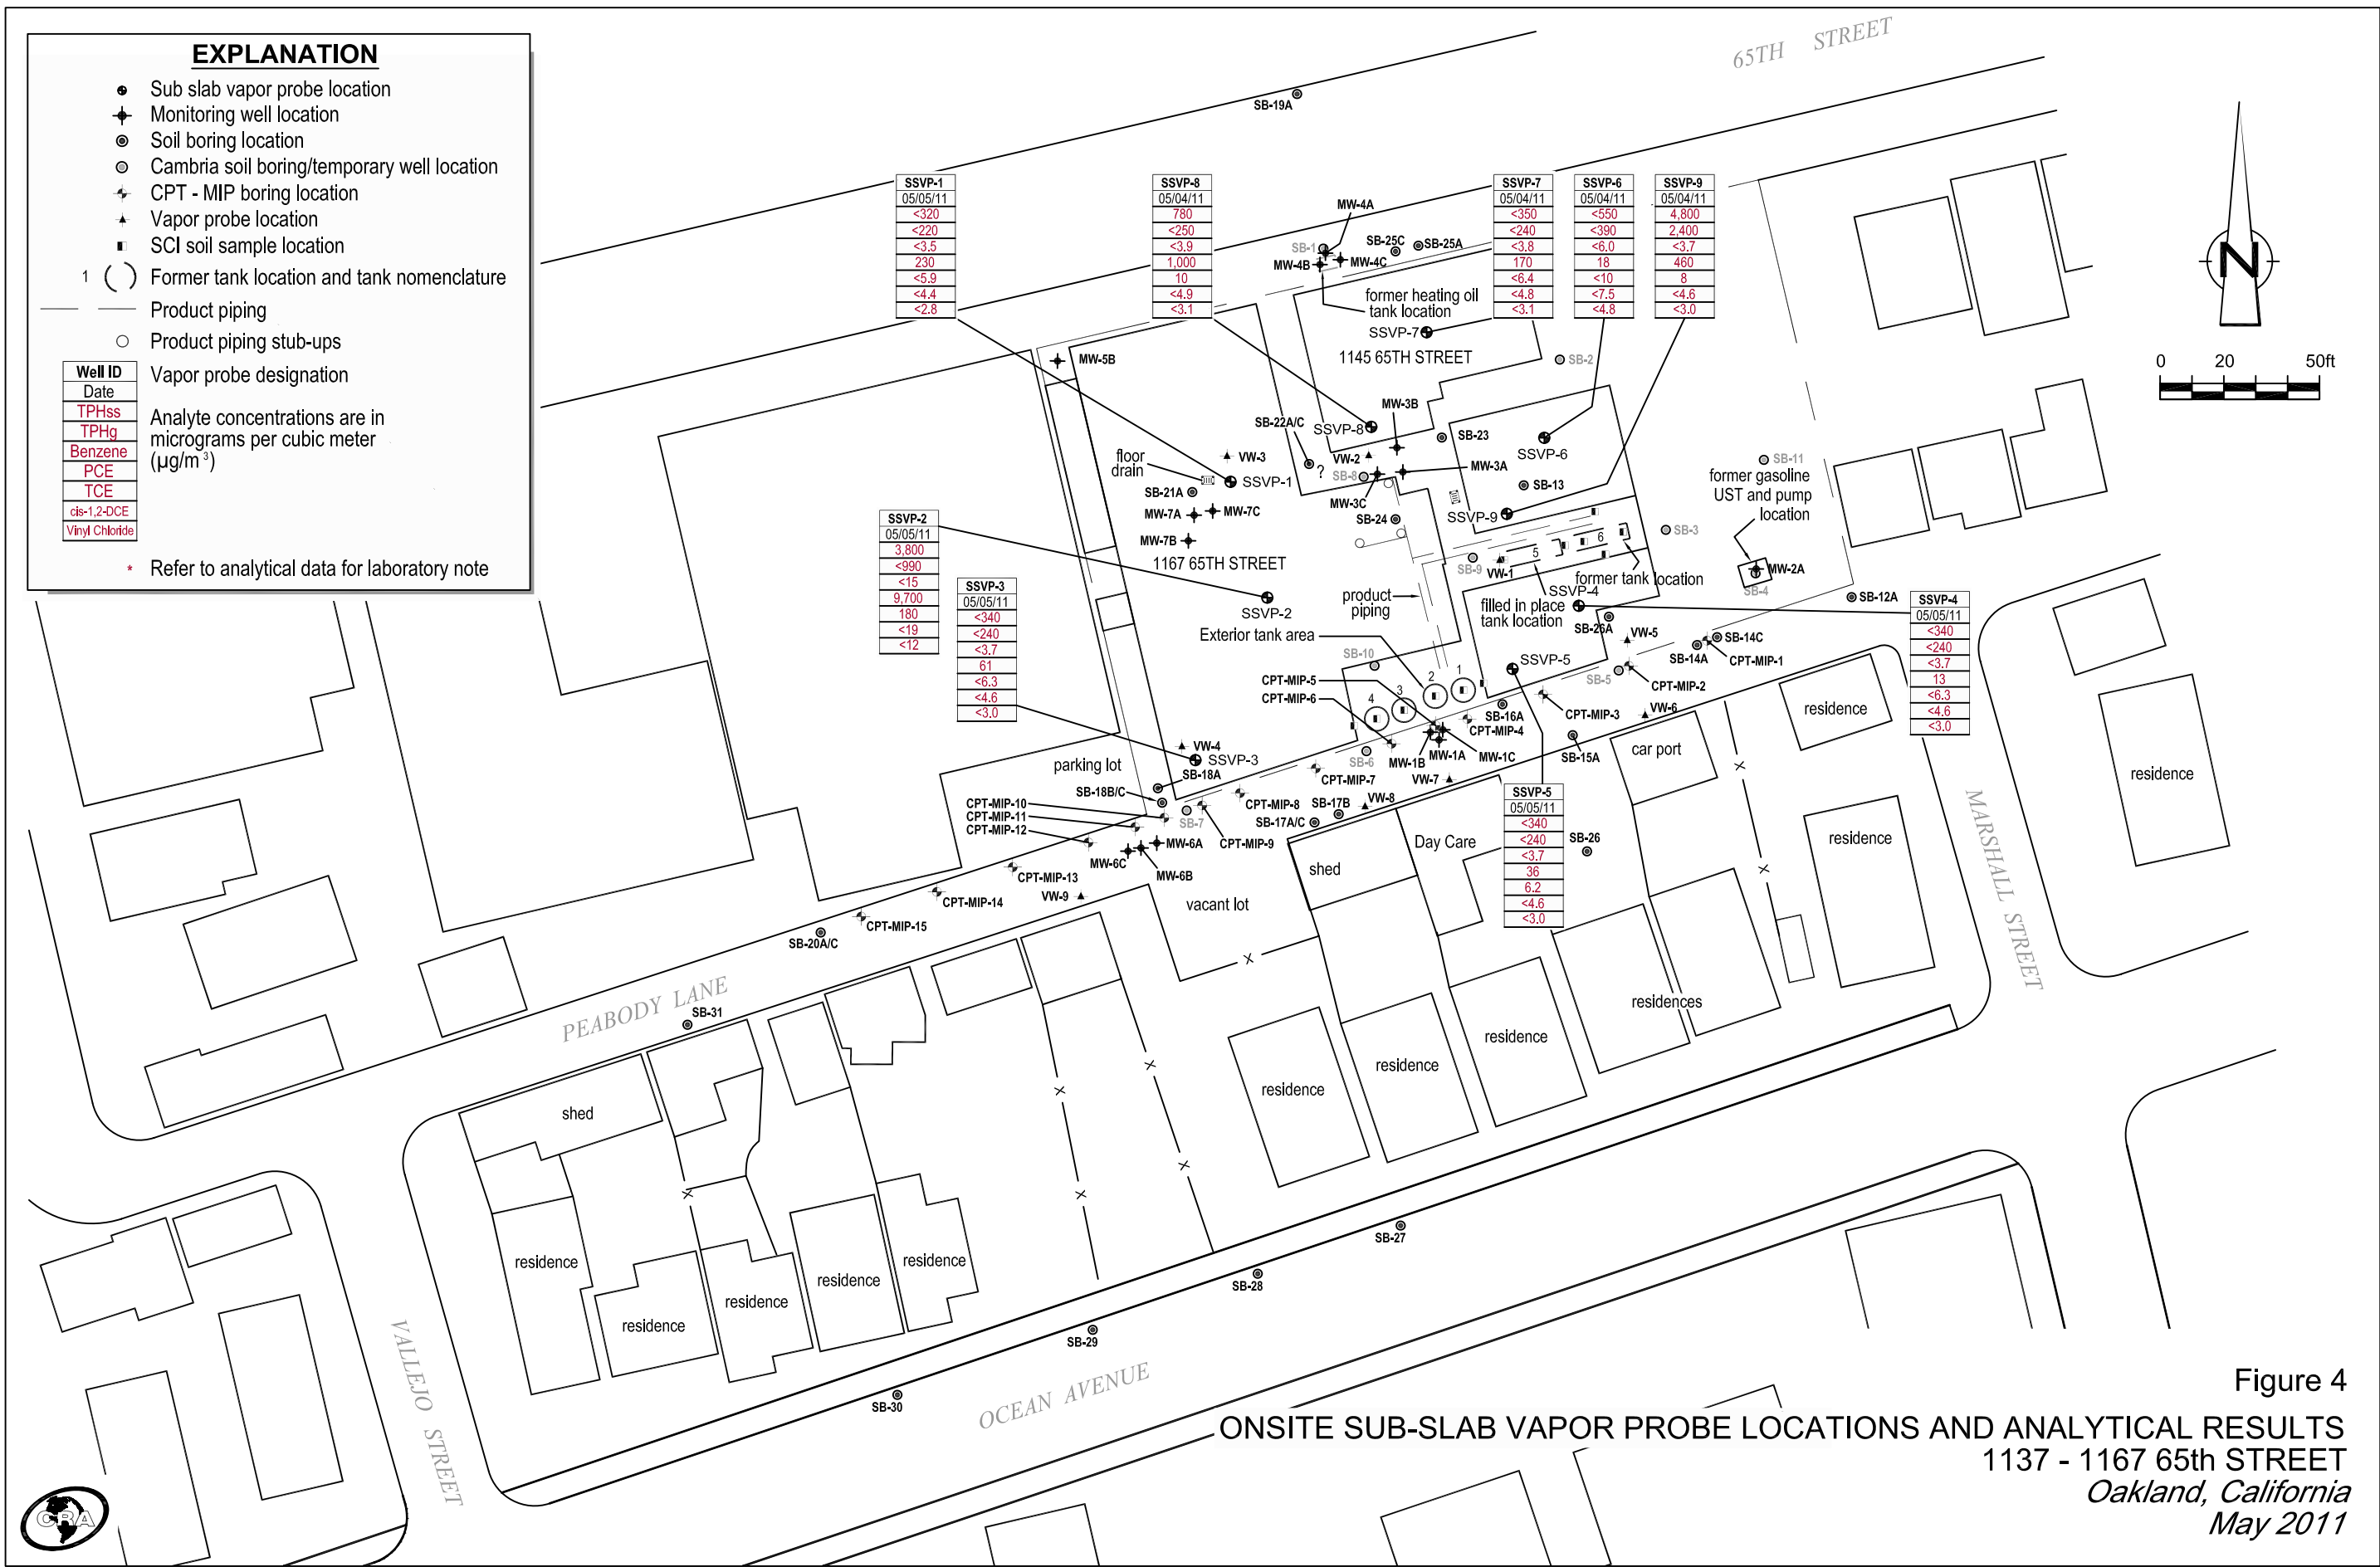 EXPLANATION
Sub slab vapor probe location
Monitoring well location
Soil boring location
Cambria soil boring/temporary well location
CPT - MIP boring location
Vapor probe location
SCI soil sample location
1 Former tank location and tank nomenclature
Product piping
Product piping stub-ups
Well ID
Date
TPHss
TPHg
Benzene
PCE
TCE
cis-1,2-DCE
Vinyl Chloride
Vapor probe designation
Analyte concentrations are in
micrograms per cubic meter
(µg/m³)
* Refer to analytical data for laboratory note
65TH STREET
SB-19A
N
0 20 50ft
SSVP-1
05/05/11
<320
<220
<3.5
230
<5.9
<4.4
<2.8
SSVP-8
05/04/11
780
<250
<3.9
1,000
10
<4.9
<3.1
SSVP-7
05/04/11
<350
<240
<3.8
170
<6.4
<4.8
<3.1
SSVP-6
05/04/11
<550
<390
<6.0
18
<10
<7.5
<4.8
SSVP-9
05/04/11
4,800
2,400
<3.7
460
8
<4.6
<3.0
MW-4A
SB-1
SB-25C
SB-25A
MW-4B
MW-4C
former heating oil
tank location
SSVP-7
1145 65TH STREET
SB-2
MW-5B
MW-3B
SB-22A/C
SSVP-8
SB-23
SSVP-6
floor
drain
VW-3
VW-2
?
SB-8
MW-3A
SSVP-1
SB-21A
MW-3C
SB-13
MW-7A
MW-7C
SB-24
SSVP-9
MW-7B
1167 65TH STREET
SB-11
former gasoline
UST and pump
location
SB-3
5
6
SB-9
VW-1
former tank location
MW-2A
SB-4
SSVP-2
05/05/11
3,800
<990
<15
9,700
180
<19
<12
SSVP-3
05/05/11
<340
<240
<3.7
61
<6.3
<4.6
<3.0
SSVP-2
product
piping
SSVP-4
filled in place
tank location
SB-26A
VW-5
SB-12A
SSVP-4
05/05/11
<340
<240
<3.7
13
<6.3
<4.6
<3.0
Exterior tank area
SB-10
SSVP-5
SB-14C
SB-14A
CPT-MIP-1
CPT-MIP-5
CPT-MIP-6
1
2
3
4
SB-5
CPT-MIP-2
SB-16A
CPT-MIP-3
VW-6
CPT-MIP-4
residence
VW-4
SSVP-3
SB-6
MW-1B
MW-1A
MW-1C
SB-15A
car port
parking lot
SB-18A
CPT-MIP-7
VW-7
SB-18B/C
CPT-MIP-10
CPT-MIP-11
CPT-MIP-12
SB-7
CPT-MIP-8
SB-17B
VW-8
SB-17A/C
CPT-MIP-9
SSVP-5
05/05/11
<340
<240
<3.7
36
6.2
<4.6
<3.0
SB-26
MW-6A
MW-6C
MW-6B
CPT-MIP-13
CPT-MIP-14
CPT-MIP-15
VW-9
SB-20A/C
shed
Day Care
vacant lot
residence
residence
MARSHALL STREET
PEABODY LANE
SB-31
X
X
X
X
X
X
X
X
residences
residence
residence
residence
shed
residence
residence
residence
residence
residence
SB-27
SB-28
SB-29
SB-30
VALLEJO STREET
OCEAN AVENUE
CRA
Figure 4
ONSITE SUB-SLAB VAPOR PROBE LOCATIONS AND ANALYTICAL RESULTS
1137 - 1167 65th STREET
Oakland, California
May 2011